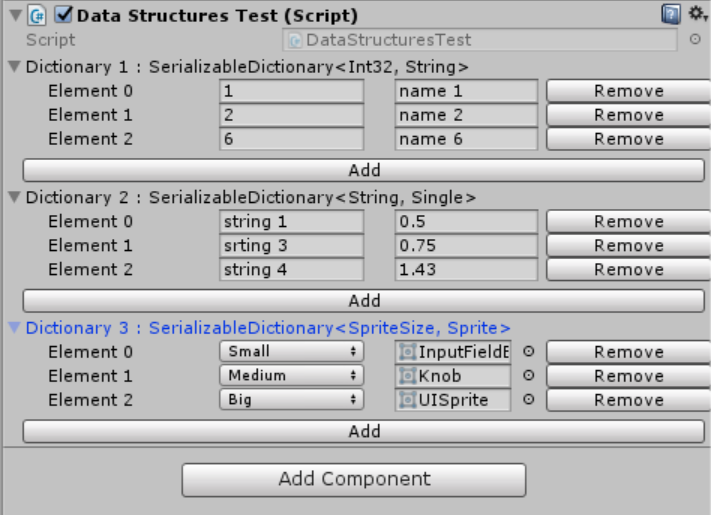 Data Structures Test (Script)
Script DataStructuresTest
Dictionary 1 : SerializableDictionary<Int32, String>
Element 0 1 name 1 Remove
Element 1 2 name 2 Remove
Element 2 6 name 6 Remove
Add
Dictionary 2 : SerializableDictionary<String, Single>
Element 0 string 1 0.5 Remove
Element 1 srting 3 0.75 Remove
Element 2 string 4 1.43 Remove
Add
Dictionary 3 : SerializableDictionary<SpriteSize, Sprite>
Element 0 Small InputFieldB Remove
Element 1 Medium Knob Remove
Element 2 Big UISprite Remove
Add
Add Component